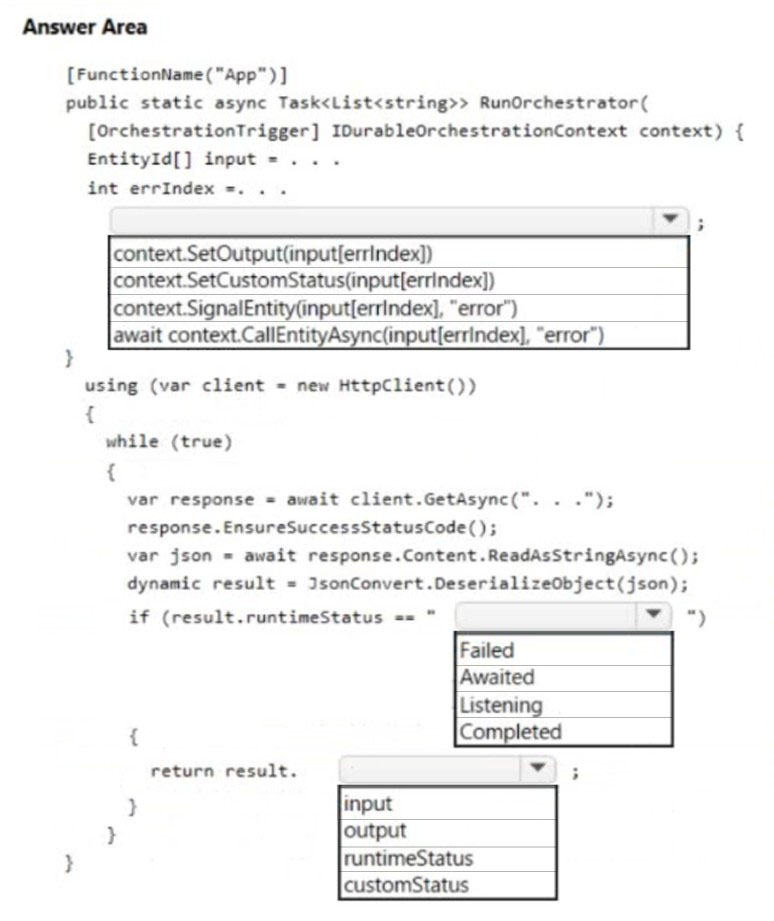 Answer Area
[FunctionName("App")]
public static async Task<List<string>> RunOrchestrator(
[OrchestrationTrigger] IDurableOrchestrationContext context) {
EntityId[] input = . . .
int errIndex =. . .
;
context.SetOutput(input[errIndex])
context.SetCustomStatus(input[errIndex])
context.SignalEntity(input[errIndex], "error")
await context.CallEntityAsync(input[errIndex], "error")
}
using (var client = new HttpClient())
{
while (true)
{
var response = await client.GetAsync(". . .");
response.EnsureSuccessStatusCode();
var json = await response.Content.ReadAsStringAsync();
dynamic result = JsonConvert.DeserializeObject(json);
if (result.runtimeStatus == " ")
Failed
Awaited
Listening
Completed
{
return result. ;
input
output
runtimeStatus
customStatus
}
}
}